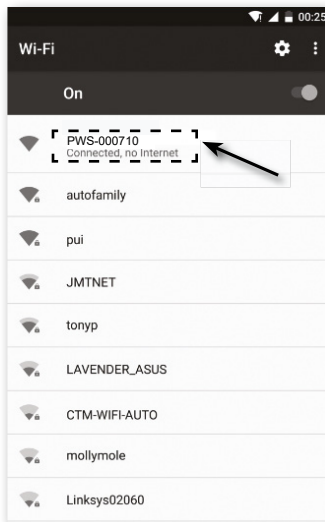 00:25
Wi-Fi
On
PWS-000710
Connected, no Internet
autofamily
pui
JMTNET
tonyp
LAVENDER_ASUS
CTM-WIFI-AUTO
mollymole
Linksys02060